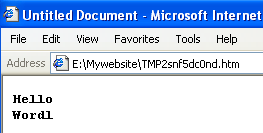 Untitled Document - Microsoft Internet
File Edit View Favorites Tools Help
Address E:\Mywebsite\TMP2snf5dc0nd.htm
Hello
Wordl